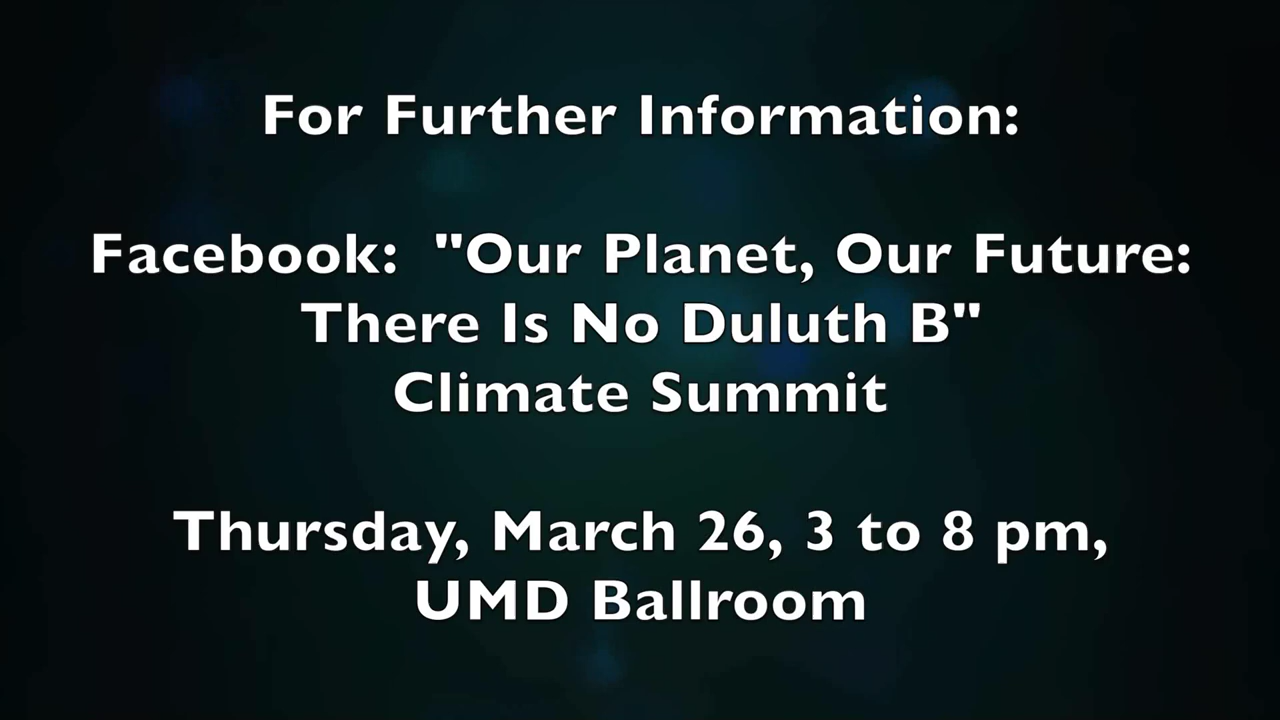 For Further Information:
Facebook:  "Our Planet, Our Future:
There Is No Duluth B"
Climate Summit
Thursday, March 26, 3 to 8 pm,
UMD Ballroom